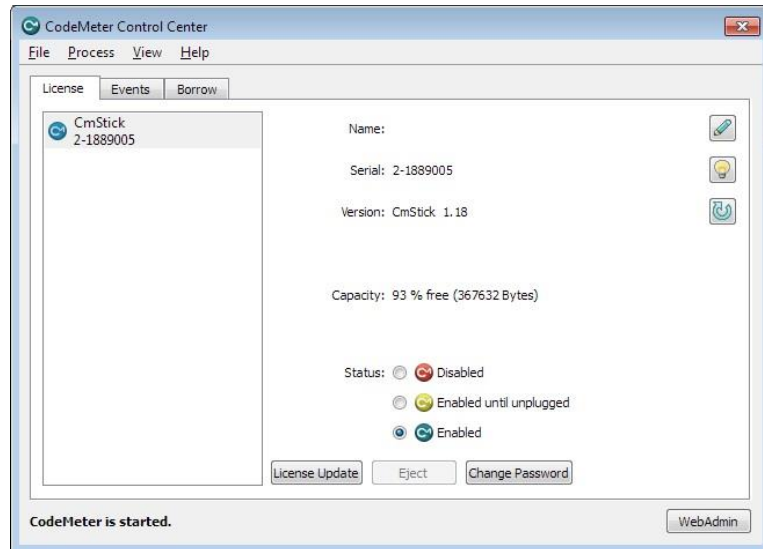 CodeMeter Control Center
File Process View Help
License Events Borrow
CmStick
2-1889005
Name:
Serial: 2-1889005
Version: CmStick 1.18
Capacity: 93 % free (367632 Bytes)
Status: Disabled
Enabled until unplugged
Enabled
License Update Eject Change Password
CodeMeter is started. WebAdmin